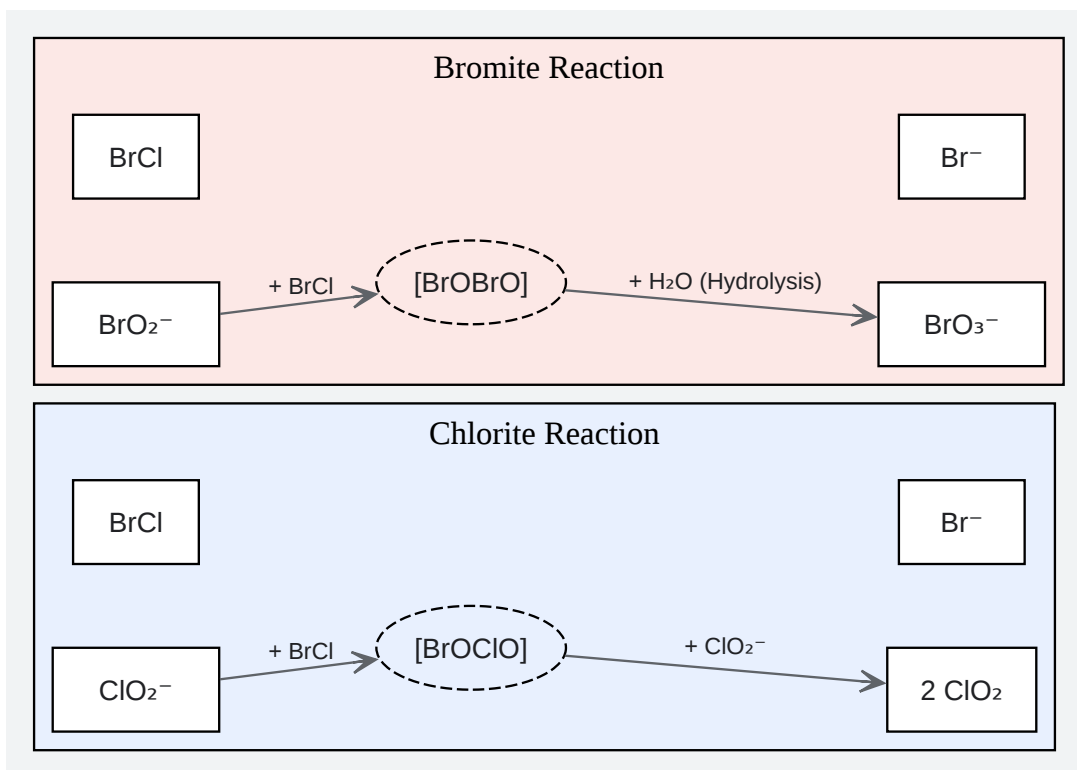 Bromite Reaction
BrCl
Br⁻
BrO₂⁻
+ BrCl
[BrOBrO]
+ H₂O (Hydrolysis)
BrO₃⁻
Chlorite Reaction
BrCl
Br⁻
ClO₂⁻
+ BrCl
[BrOClO]
+ ClO₂⁻
2 ClO₂